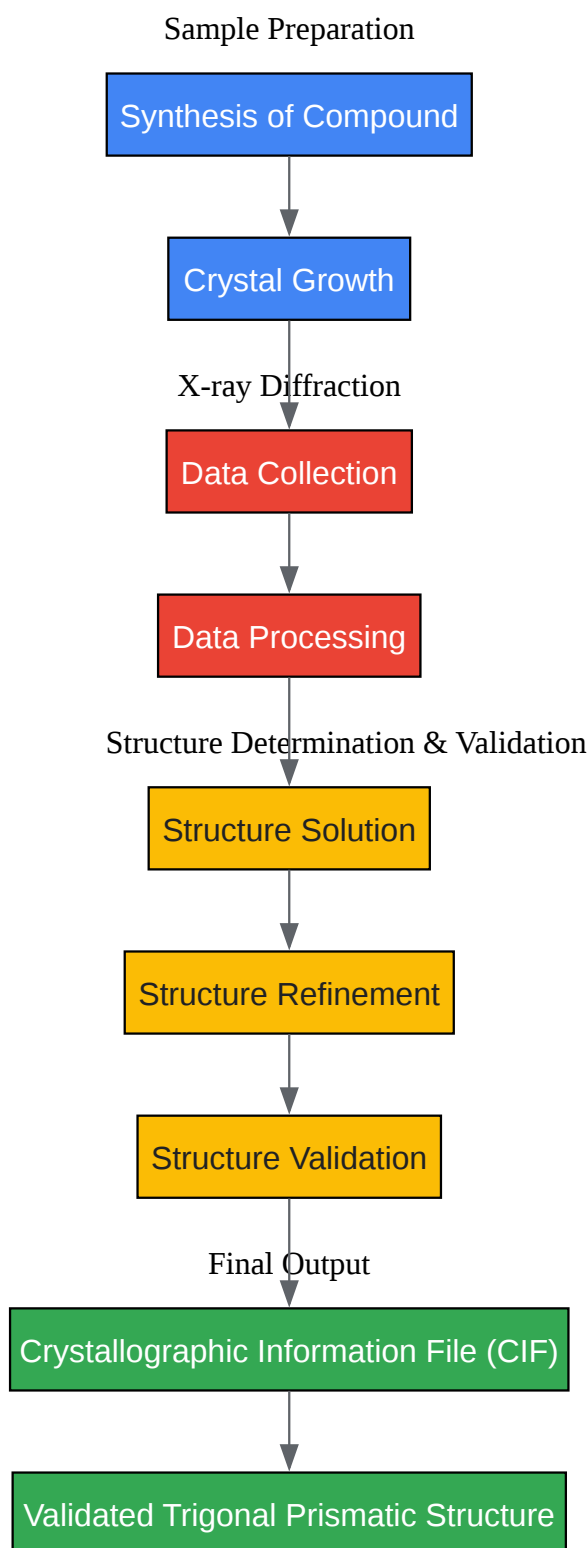 Sample Preparation
Synthesis of Compound
Crystal Growth
X-ray Diffraction
Data Collection
Data Processing
Structure Determination & Validation
Structure Solution
Structure Refinement
Structure Validation
Final Output
Crystallographic Information File (CIF)
Validated Trigonal Prismatic Structure